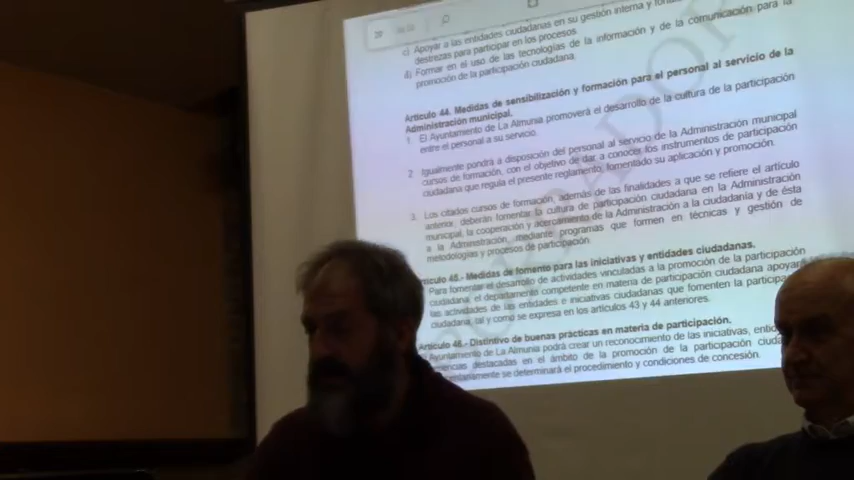 c) Apoyar a las entidades ciudadanas en su gestión interna y
destrezas para participar en los procesos.
d) Formar en el uso de las tecnologías de la información y de la comunicación para la
promoción de la participación ciudadana.
Artículo 44. Medidas de sensibilización y formación para el personal al servicio de la
Administración municipal.
1. El Ayuntamiento de La Almunia promoverá el desarrollo de la cultura de la participación
entre el personal a su servicio.
2. Igualmente pondrá a disposición del personal al servicio de la Administración municipal
cursos de formación, con el objetivo de dar a conocer los instrumentos de participación
ciudadana que regula el presente reglamento, fomentado su aplicación y promoción.
3. Los citados cursos de formación, además de las finalidades a que se refiere el artículo
anterior, deberán fomentar la cultura de participación ciudadana en la Administración
municipal, la cooperación y acercamiento de la Administración a la ciudadanía y de ésta
a la Administración, mediante programas que formen en técnicas y gestión de
metodologías y procesos de participación.
45.- Medidas de fomento para las iniciativas y entidades ciudadanas.
Para fomentar el desarrollo de actividades vinculadas a la promoción de la participación
ciudadana, el departamento competente en materia de participación ciudadana apoyar
las actividades de las entidades e iniciativas ciudadanas que fomenten la
ciudadana, tal y como se expresa en los artículos 43 y 44 anteriores.
Artículo 46.- Distintivo de buenas prácticas en materia de participación.
Ayuntamiento de La Almunia podrá crear un reconocimiento de las iniciativas,
destacadas en el ámbito de la promoción de la participación
se determinará el procedimiento y condiciones de concesión.